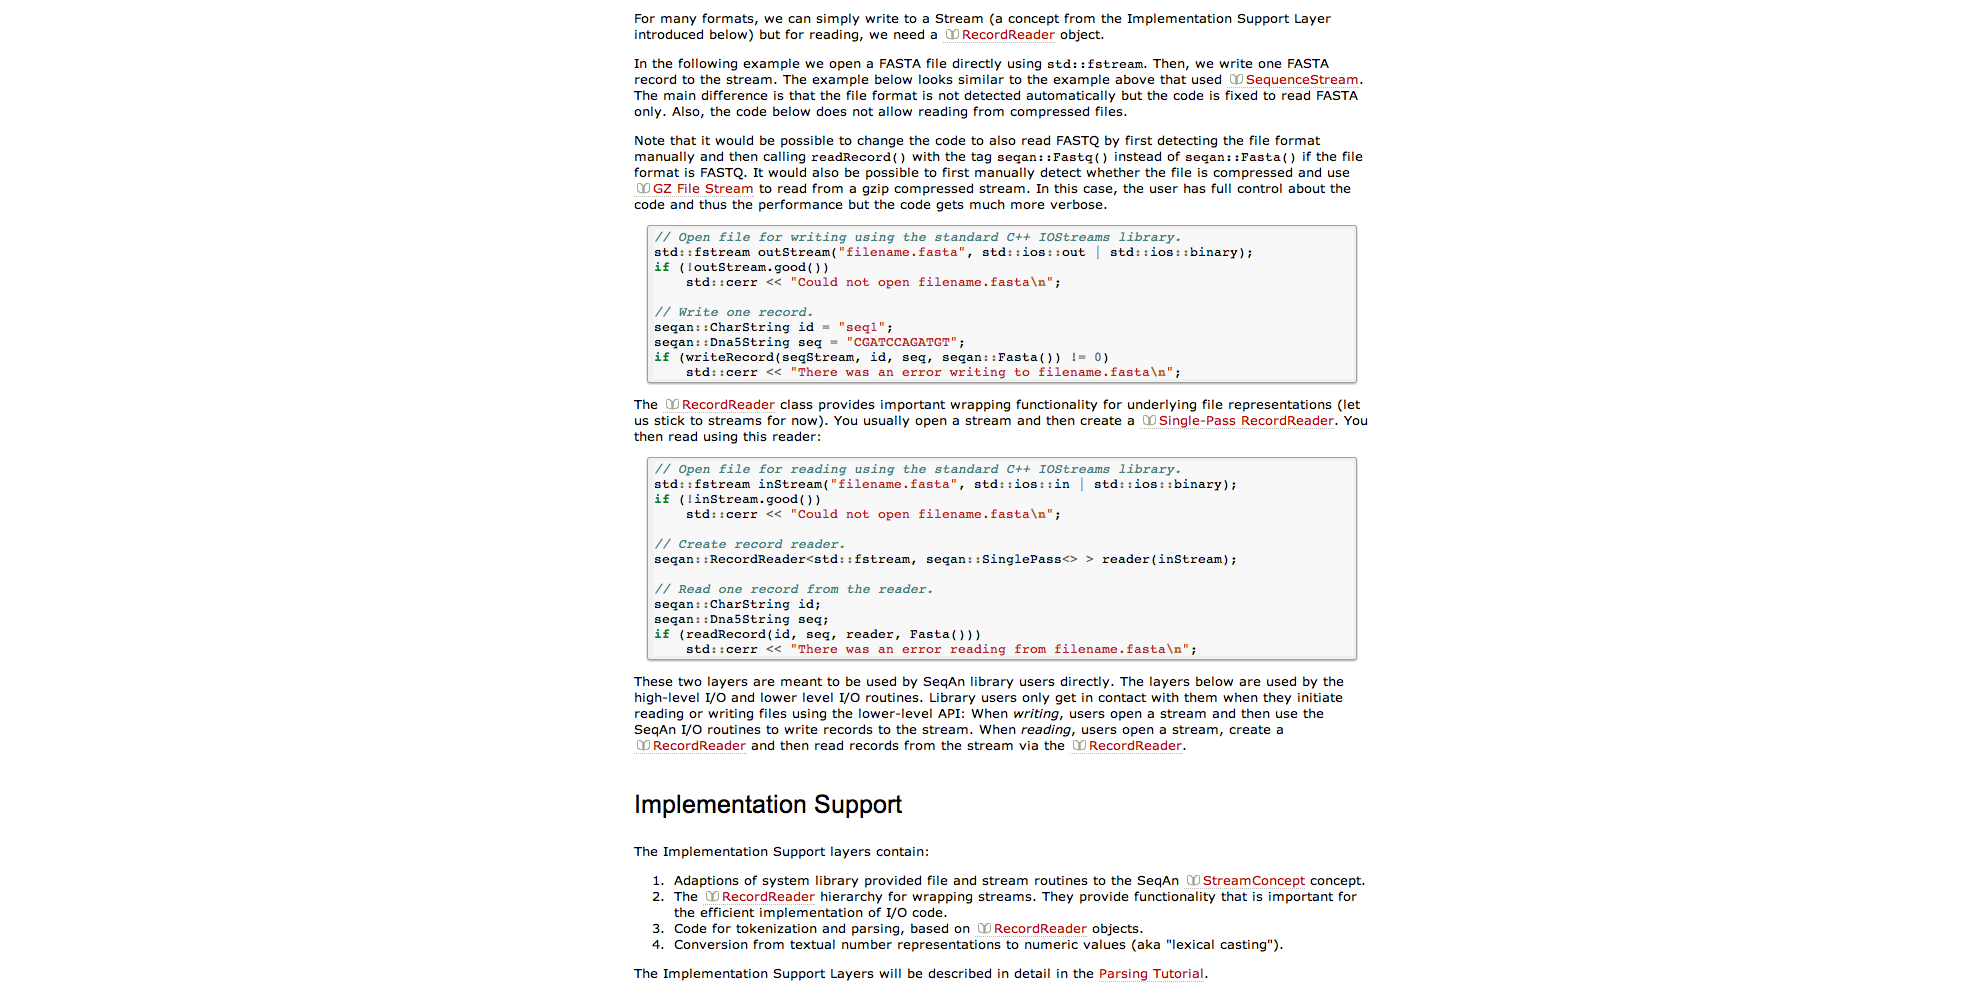 For many formats, we can simply write to a Stream (a concept from the Implementation Support Layer
introduced below) but for reading, we need a RecordReader object.
In the following example we open a FASTA file directly using std::fstream. Then, we write one FASTA
record to the stream. The example below looks similar to the example above that used SequenceStream.
The main difference is that the file format is not detected automatically but the code is fixed to read FASTA
only. Also, the code below does not allow reading from compressed files.
Note that it would be possible to change the code to also read FASTQ by first detecting the file format
manually and then calling readRecord() with the tag seqan::Fastq() instead of seqan::Fasta() if the file
format is FASTQ. It would also be possible to first manually detect whether the file is compressed and use
GZ File Stream to read from a gzip compressed stream. In this case, the user has full control about the
code and thus the performance but the code gets much more verbose.
// Open file for writing using the standard C++ IOStreams library.
std::fstream outStream("filename.fasta", std::ios::out | std::ios::binary);
if (!outStream.good())
    std::cerr << "Could not open filename.fasta\n";
// Write one record.
seqan::CharString id = "seq1";
seqan::Dna5String seq = "CGATCCAGATGT";
if (writeRecord(seqStream, id, seq, seqan::Fasta()) != 0)
    std::cerr << "There was an error writing to filename.fasta\n";
The RecordReader class provides important wrapping functionality for underlying file representations (let
us stick to streams for now). You usually open a stream and then create a Single-Pass RecordReader. You
then read using this reader:
// Open file for reading using the standard C++ IOStreams library.
std::fstream inStream("filename.fasta", std::ios::in | std::ios::binary);
if (!inStream.good())
    std::cerr << "Could not open filename.fasta\n";
// Create record reader.
seqan::RecordReader<std::fstream, seqan::SinglePass<> > reader(inStream);
// Read one record from the reader.
seqan::CharString id;
seqan::Dna5String seq;
if (readRecord(id, seq, reader, Fasta()))
    std::cerr << "There was an error reading from filename.fasta\n";
These two layers are meant to be used by SeqAn library users directly. The layers below are used by the
high-level I/O and lower level I/O routines. Library users only get in contact with them when they initiate
reading or writing files using the lower-level API: When writing, users open a stream and then use the
SeqAn I/O routines to write records to the stream. When reading, users open a stream, create a
RecordReader and then read records from the stream via the RecordReader.
Implementation Support
The Implementation Support layers contain:
1. Adaptions of system library provided file and stream routines to the SeqAn StreamConcept concept.
2. The RecordReader hierarchy for wrapping streams. They provide functionality that is important for
the efficient implementation of I/O code.
3. Code for tokenization and parsing, based on RecordReader objects.
4. Conversion from textual number representations to numeric values (aka "lexical casting").
The Implementation Support Layers will be described in detail in the Parsing Tutorial.